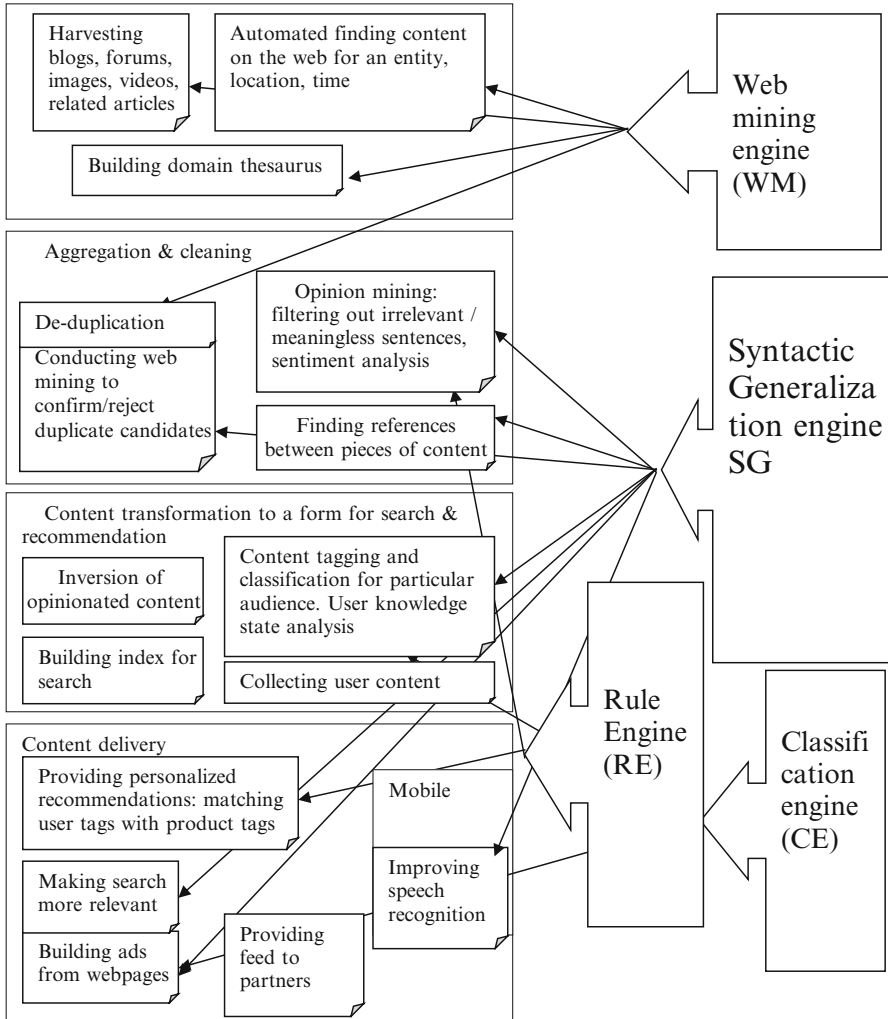 Harvesting
blogs, forums,
images, videos,
related articles
Automated finding content
on the web for an entity,
location, time
Building domain thesaurus
Web
mining
engine
(WM)
Aggregation & cleaning
De-duplication
Conducting web
mining to
confirm/reject
duplicate candidates
Opinion mining:
filtering out irrelevant /
meaningless sentences,
sentiment analysis
Finding references
between pieces of content
Syntactic
Generaliza
tion engine
SG
Content transformation to a form for search &
recommendation
Inversion of
opinionated content
Content tagging and
classification for particular
audience. User knowledge
state analysis
Building index for
search
Collecting user content
Rule
Engine
(RE)
Classifi
cation
engine
(CE)
Content delivery
Providing personalized
recommendations: matching
user tags with product tags
Mobile
Making search
more relevant
Improving
speech
recognition
Building ads
from webpages
Providing
feed to
partners